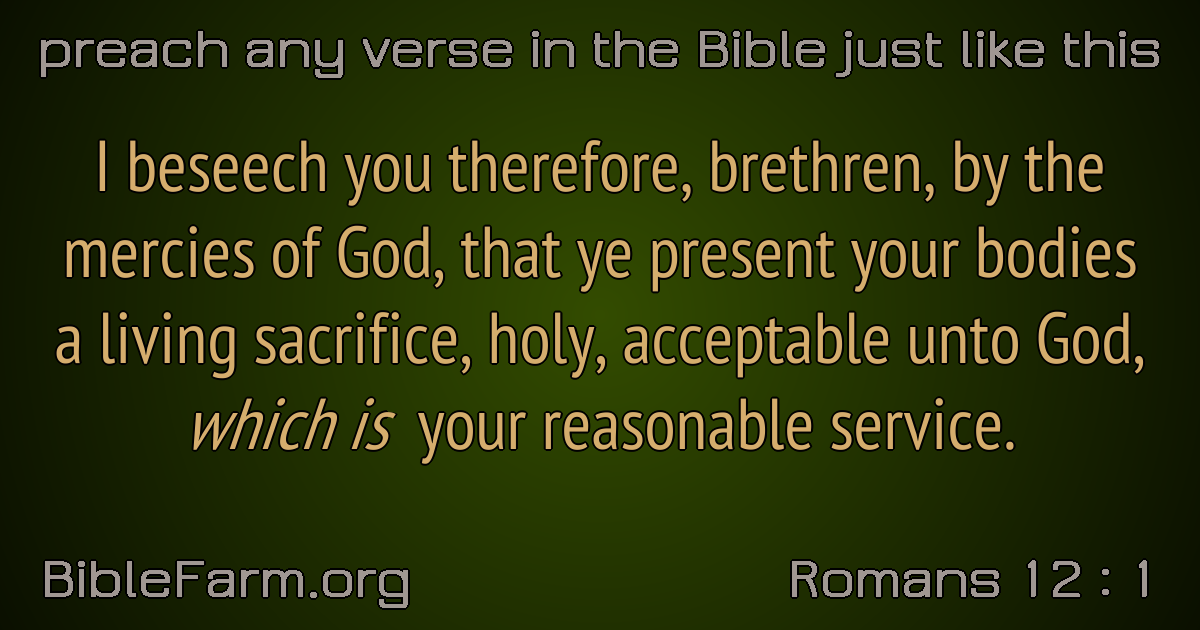 preach any verse in the Bible just like this
I beseech you therefore, brethren, by the
mercies of God, that ye present your bodies
a living sacrifice, holy, acceptable unto God,
which is your reasonable service.
BibleFarm.org
Romans 12 : 1